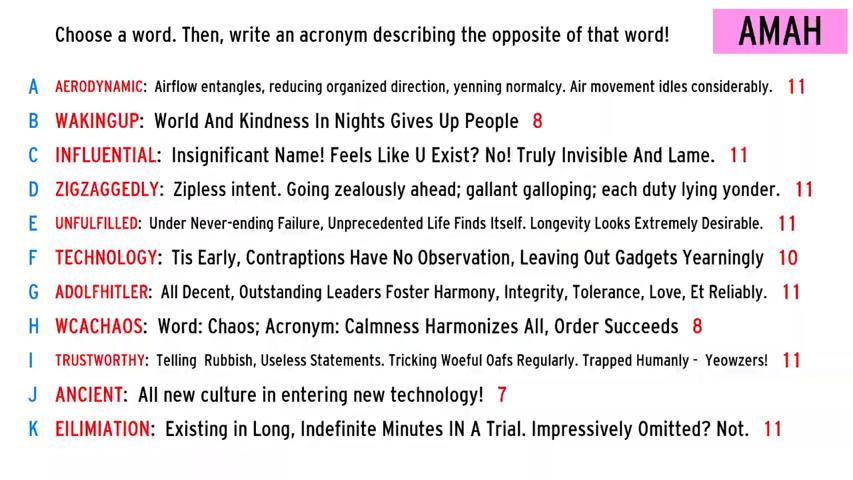 Choose a word. Then, write an acronym describing the opposite of that word!
AMAH
A AERODYNAMIC: Airflow entangles, reducing organized direction, yenning normalcy. Air movement idles considerably. 11
B WAKINGUP: World And Kindness In Nights Gives Up People 8
C INFLUENTIAL: Insignificant Name! Feels Like U Exist? No! Truly Invisible And Lame. 11
D ZIGZAGGEDLY: Zipless intent. Going zealously ahead; gallant galloping; each duty lying yonder. 11
E UNFULFILLED: Under Never-ending Failure, Unprecedented Life Finds Itself. Longevity Looks Extremely Desirable. 11
F TECHNOLOGY: Tis Early, Contraptions Have No Observation, Leaving Out Gadgets Yearningly 10
G ADOLFHITLER: All Decent, Outstanding Leaders Foster Harmony, Integrity, Tolerance, Love, Et Reliably. 11
H WCACHAOS: Word: Chaos; Acronym: Calmness Harmonizes All, Order Succeeds 8
I TRUSTWORTHY: Telling Rubbish, Useless Statements. Tricking Woeful Oafs Regularly. Trapped Humanly - Yeowzers! 11
J ANCIENT: All new culture in entering new technology! 7
K EILIMIATION: Existing in Long, Indefinite Minutes IN A Trial. Impressively Omitted? Not. 11